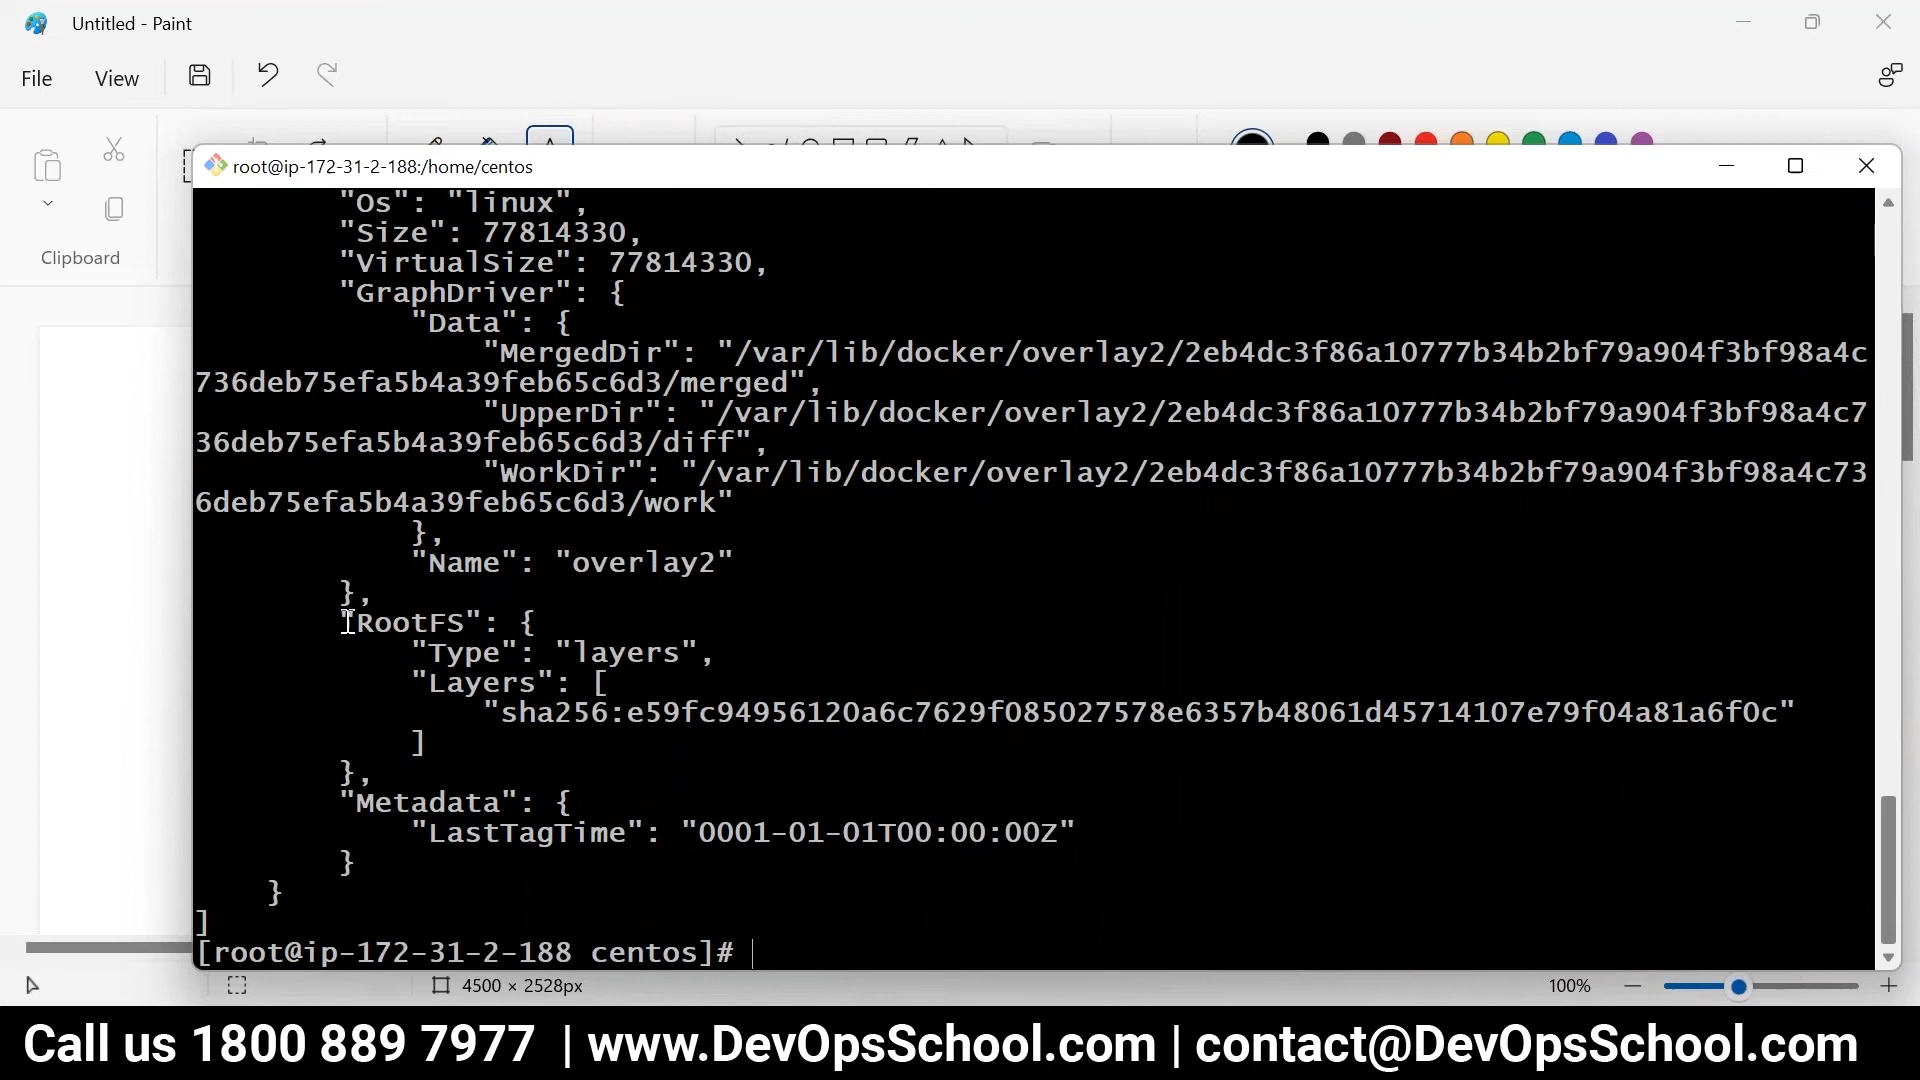 Untitled - Paint
File View
Clipboard
root@ip-172-31-2-188:/home/centos
"Os": "linux",
"Size": 77814330,
"VirtualSize": 77814330,
"GraphDriver": {
"Data": {
"MergedDir": "/var/lib/docker/overlay2/2eb4dc3f86a10777b34b2bf79a904f3bf98a4c
736deb75efa5b4a39feb65c6d3/merged",
"UpperDir": "/var/lib/docker/overlay2/2eb4dc3f86a10777b34b2bf79a904f3bf98a4c7
36deb75efa5b4a39feb65c6d3/diff",
"WorkDir": "/var/lib/docker/overlay2/2eb4dc3f86a10777b34b2bf79a904f3bf98a4c73
6deb75efa5b4a39feb65c6d3/work"
},
"Name": "overlay2"
},
"RootFS": {
"Type": "layers",
"Layers": [
"sha256:e59fc94956120a6c7629f085027578e6357b48061d45714107e79f04a81a6f0c"
]
},
"Metadata": {
"LastTagTime": "0001-01-01T00:00:00Z"
}
}
]
[root@ip-172-31-2-188 centos]#
4500 × 2528px 100%
Call us 1800 889 7977 | www.DevOpsSchool.com | contact@DevOpsSchool.com